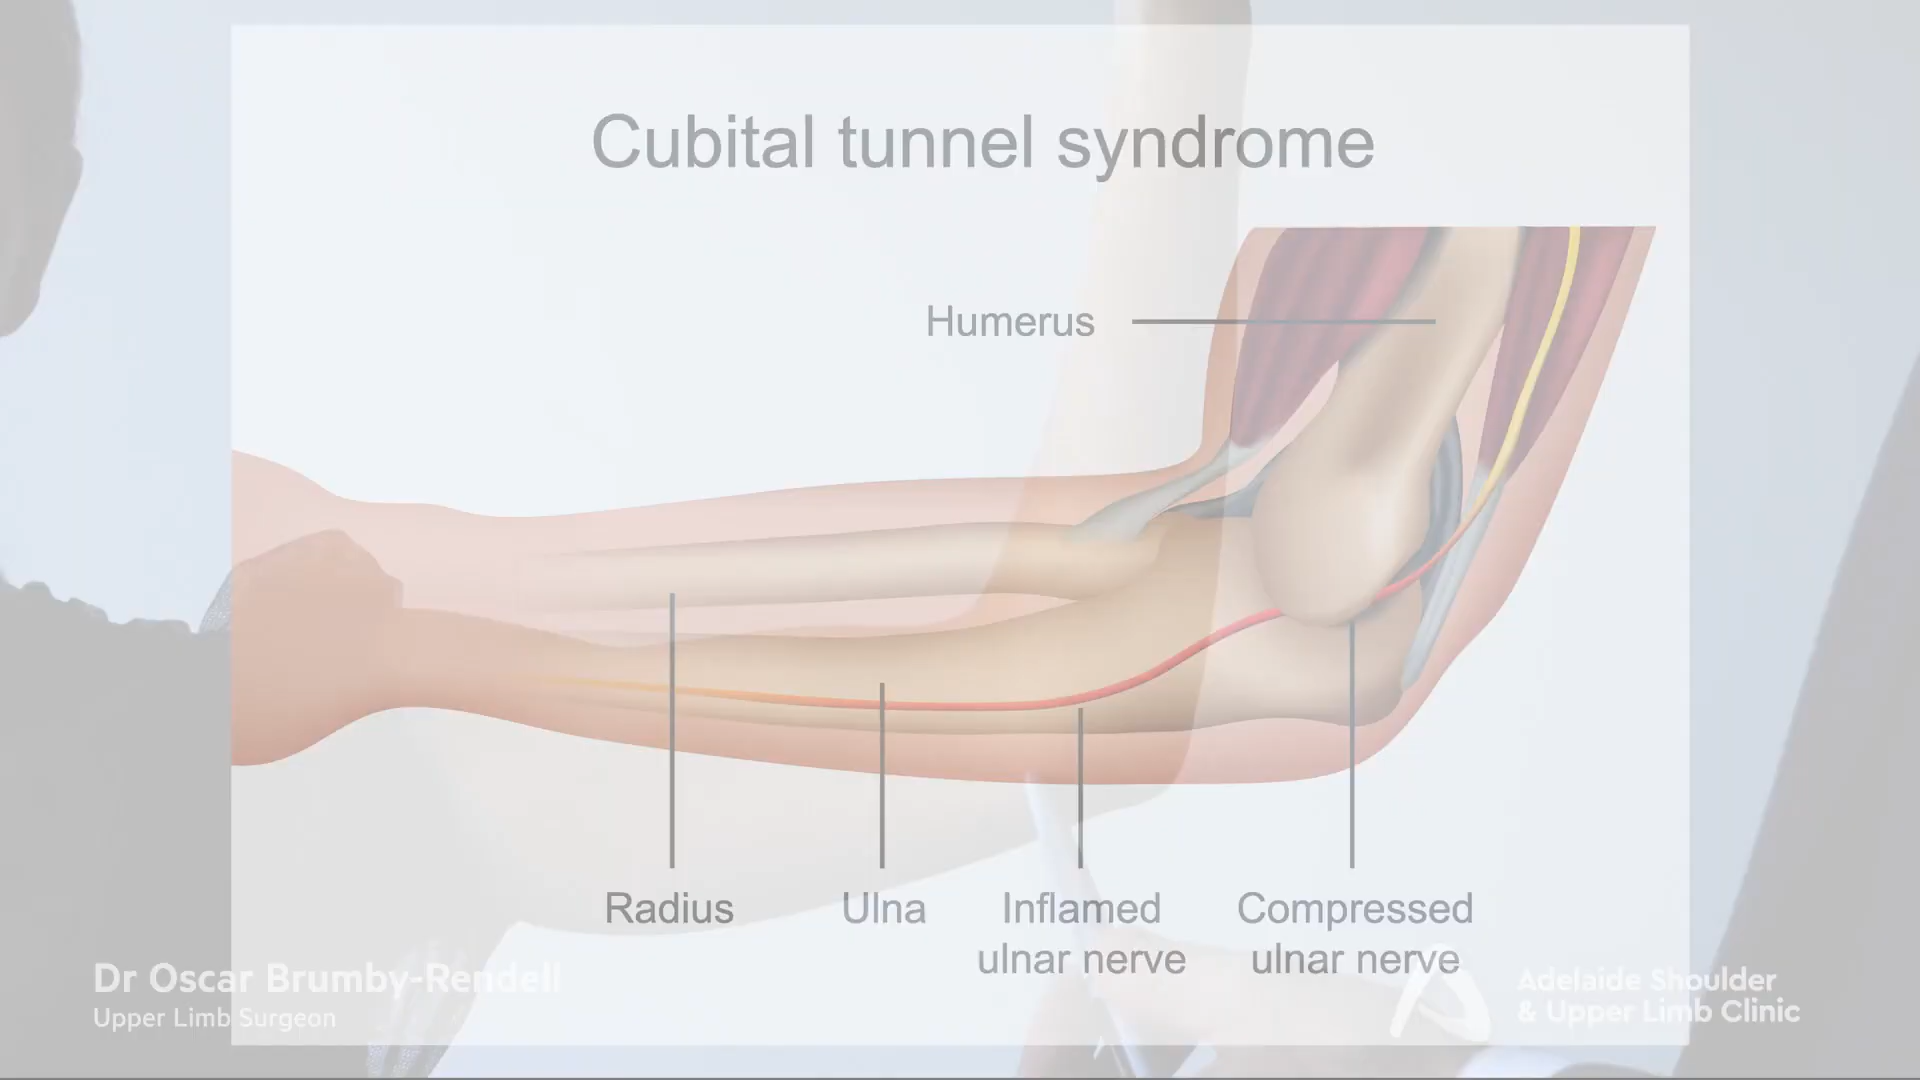 Cubital tunnel syndrome
Humerus
Radius
Ulna
Inflamed
ulnar nerve
Compressed
ulnar nerve
Dr Oscar Brumby-Rendell
Upper Limb Surgeon
Adelaide Shoulder
& Upper Limb Clinic